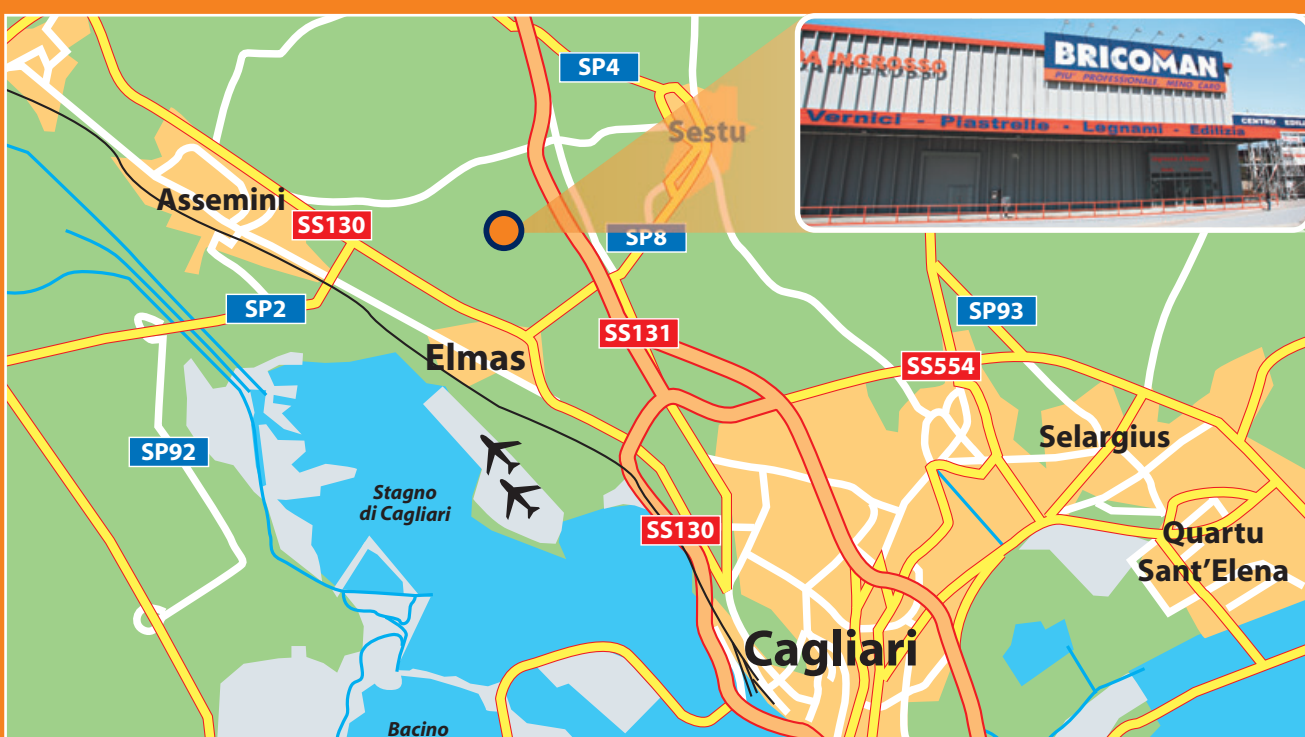 SP4
Sestu
Assemini
SS130
SP8
SP2
SP93
SS131
Elmas
SS554
SP92
Selargius
Stagno
di Cagliari
SS130
Quartu
Sant'Elena
Cagliari
Bacino
INGROSSO
BRICOMAN
PIU' PROFESSIONALE, MENO CARO
Vernici - Piastrelle - Legnami - Edilizia
CENTRO